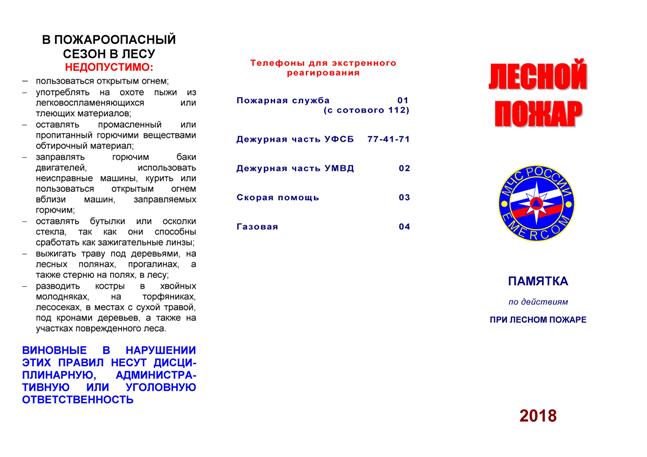 В ПОЖАРООПАСНЫЙ
СЕЗОН В ЛЕСУ
НЕДОПУСТИМО:
– пользоваться открытым огнем;
– употреблять на охоте пыжи из
легковоспламеняющихся или
тлеющих материалов;
– оставлять промасленный или
пропитанный горючими веществами
обтирочный материал;
– заправлять горючим баки
двигателей, использовать
неисправные машины, курить или
пользоваться открытым огнем
вблизи машин, заправляемых
горючим;
– оставлять бутылки или осколки
стекла, так как они способны
сработать как зажигательные линзы;
– выжигать траву под деревьями, на
лесных полянах, прогалинах, а
также стерню на полях, в лесу;
– разводить костры в хвойных
молодняках, на торфяниках,
лесосеках, в местах с сухой травой,
под кронами деревьев, а также на
участках поврежденного леса.
ВИНОВНЫЕ В НАРУШЕНИИ
ЭТИХ ПРАВИЛ НЕСУТ ДИСЦИ-
ПЛИНАРНУЮ, АДМИНИСТРА-
ТИВНУЮ ИЛИ УГОЛОВНУЮ
ОТВЕТСТВЕННОСТЬ
Телефоны для экстренного
реагирования
Пожарная служба 01
(с сотового 112)
Дежурная часть УФСБ 77-41-71
Дежурная часть УМВД 02
Скорая помощь 03
Газовая 04
ЛЕСНОЙ
ПОЖАР
МЧС РОССИИ
EMERCOM
ПАМЯТКА
по действиям
ПРИ ЛЕСНОМ ПОЖАРЕ
2018